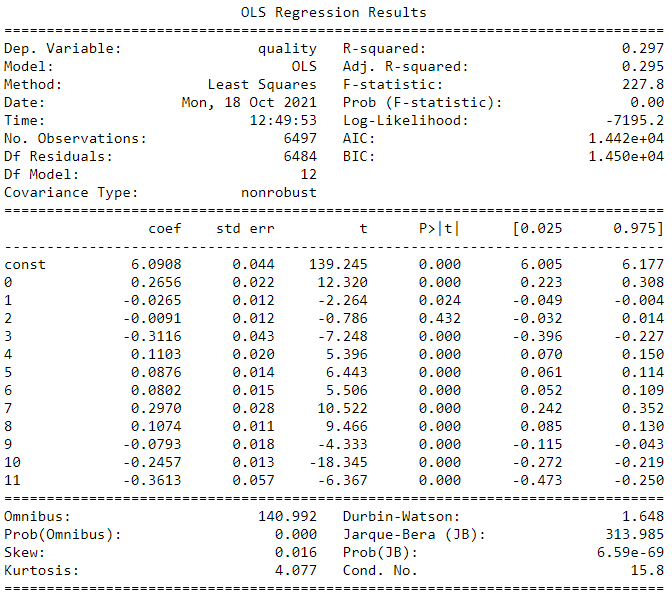 OLS Regression Results
==============================================================================
Dep. Variable: quality R-squared: 0.297
Model: OLS Adj. R-squared: 0.295
Method: Least Squares F-statistic: 227.8
Date: Mon, 18 Oct 2021 Prob (F-statistic): 0.00
Time: 12:49:53 Log-Likelihood: -7195.2
No. Observations: 6497 AIC: 1.442e+04
Df Residuals: 6484 BIC: 1.450e+04
Df Model: 12
Covariance Type: nonrobust
==============================================================================
coef std err t P>|t| [0.025 0.975]
------------------------------------------------------------------------------
const 6.0908 0.044 139.245 0.000 6.005 6.177
0 0.2656 0.022 12.320 0.000 0.223 0.308
1 -0.0265 0.012 -2.264 0.024 -0.049 -0.004
2 -0.0091 0.012 -0.786 0.432 -0.032 0.014
3 -0.3116 0.043 -7.248 0.000 -0.396 -0.227
4 0.1103 0.020 5.396 0.000 0.070 0.150
5 0.0876 0.014 6.443 0.000 0.061 0.114
6 0.0802 0.015 5.506 0.000 0.052 0.109
7 0.2970 0.028 10.522 0.000 0.242 0.352
8 0.1074 0.011 9.466 0.000 0.085 0.130
9 -0.0793 0.018 -4.333 0.000 -0.115 -0.043
10 -0.2457 0.013 -18.345 0.000 -0.272 -0.219
11 -0.3613 0.057 -6.367 0.000 -0.473 -0.250
==============================================================================
Omnibus: 140.992 Durbin-Watson: 1.648
Prob(Omnibus): 0.000 Jarque-Bera (JB): 313.985
Skew: 0.016 Prob(JB): 6.59e-69
Kurtosis: 4.077 Cond. No. 15.8
==============================================================================